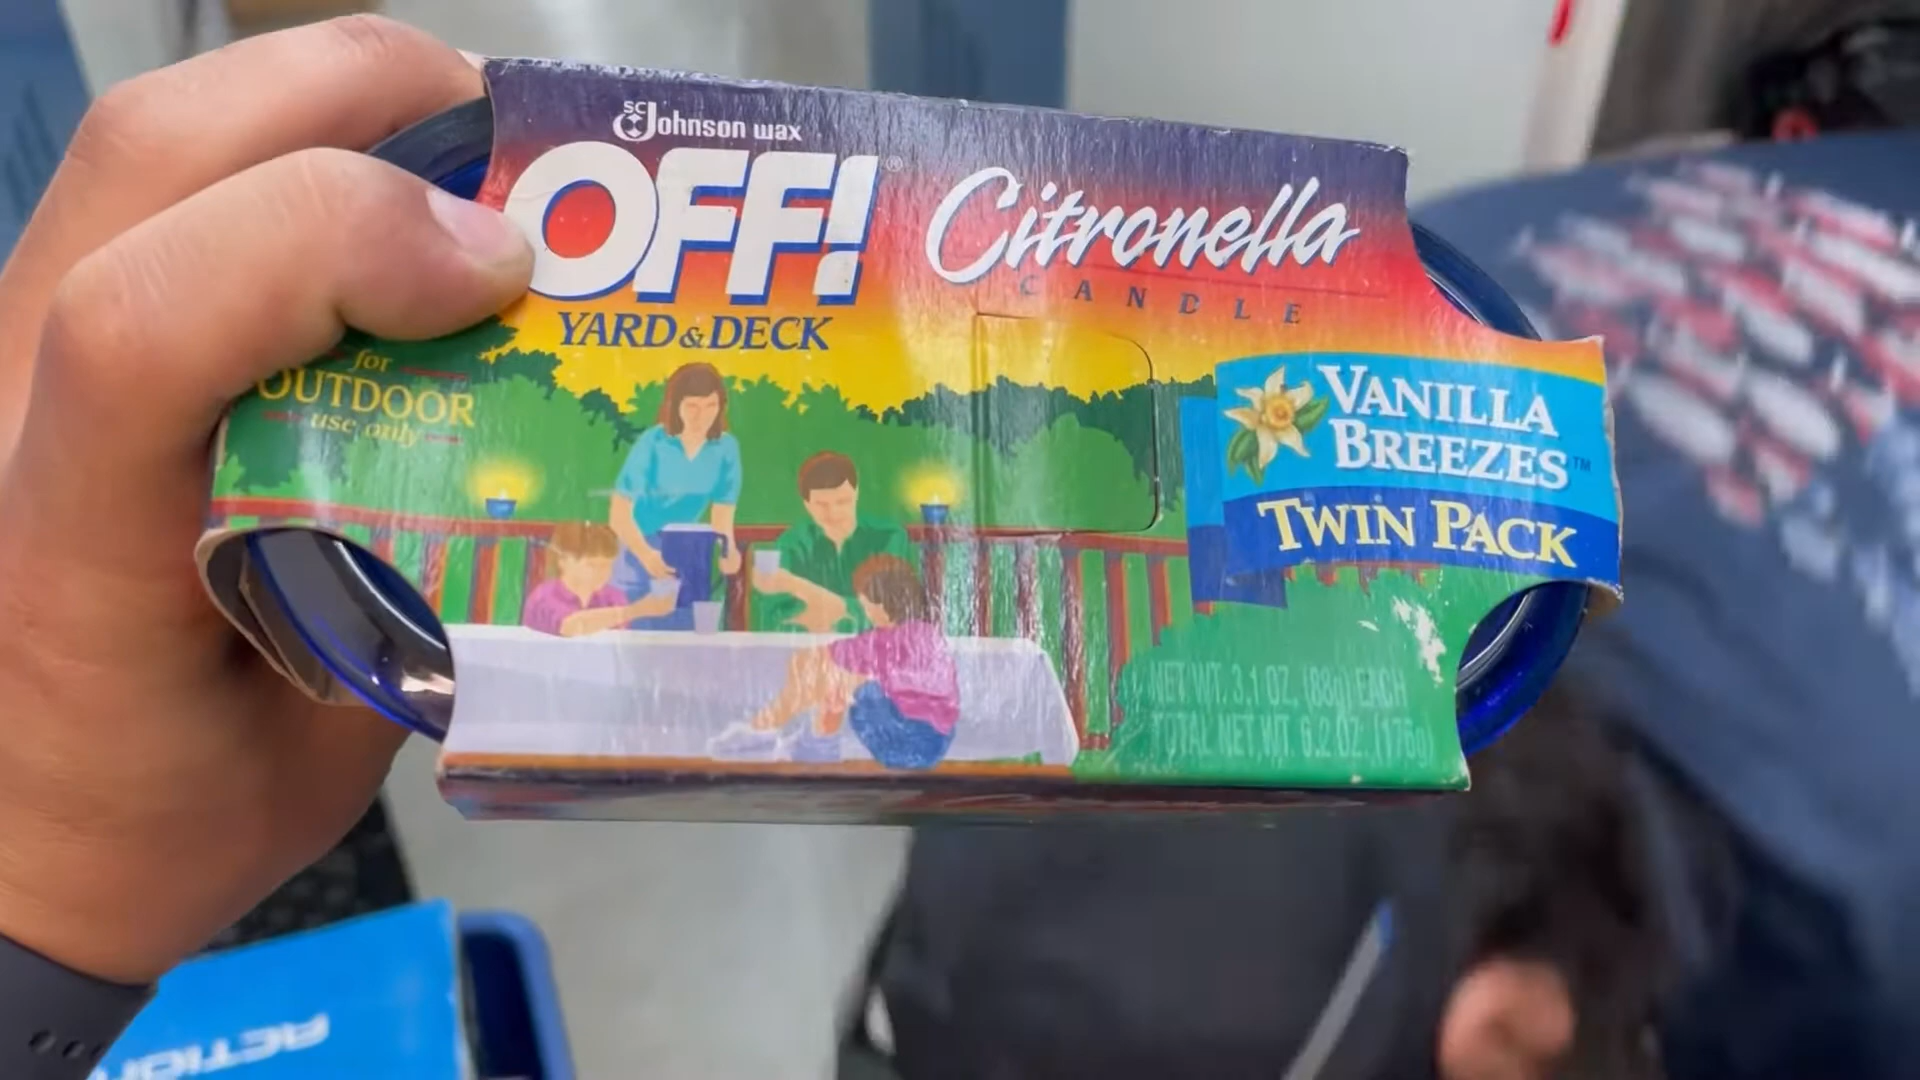 SC Johnson wax
OFF!®
Citronella
CANDLE
YARD & DECK
for
OUTDOOR
use only
VANILLA
BREEZES™
TWIN PACK
NET WT. 3.1 OZ. (88g) EACH
TOTAL NET WT. 6.2 OZ. (176g)